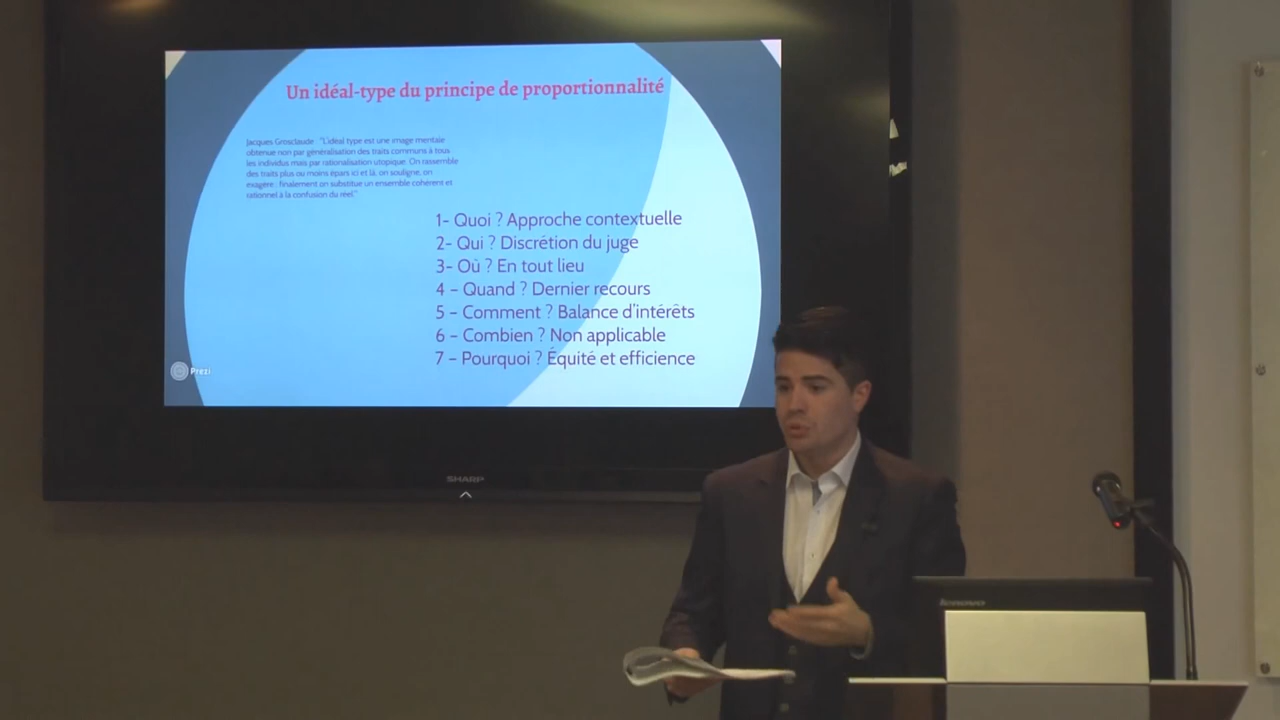 Un idéal-type du principe de proportionnalité
Jacques Grosclaude : "L'idéal type est une image mentale
obtenue non par généralisation des traits communs à tous
les individus mais par rationalisation utopique. On rassemble
des traits plus ou moins épars ici et là, on souligne, on
exagère : finalement on substitue un ensemble cohérent et
rationnel à la confusion du réel."
1- Quoi ? Approche contextuelle
2- Qui ? Discrétion du juge
3- Où ? En tout lieu
4 – Quand ? Dernier recours
5 – Comment ? Balance d'intérêts
6 – Combien ? Non applicable
7 – Pourquoi ? Équité et efficience
Prezi
SHARP
lenovo